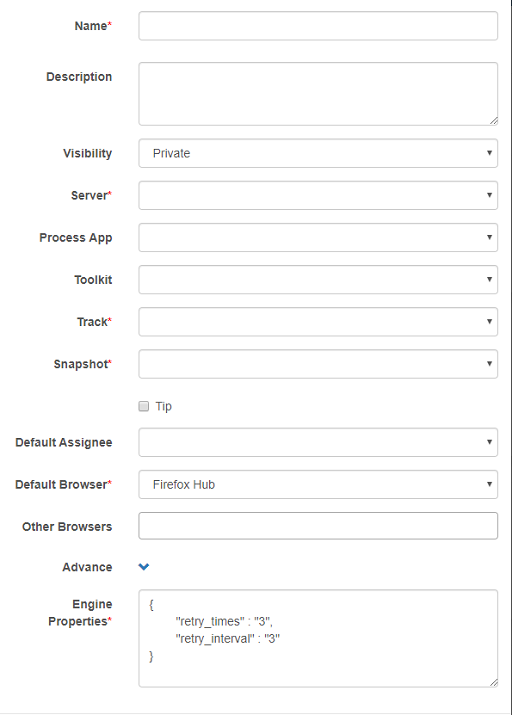 Name*
Description
Visibility Private
Server*
Process App
Toolkit
Track*
Snapshot*
Tip
Default Assignee
Default Browser* Firefox Hub
Other Browsers
Advance
Engine
Properties*
{
"retry_times" : "3",
"retry_interval" : "3"
}